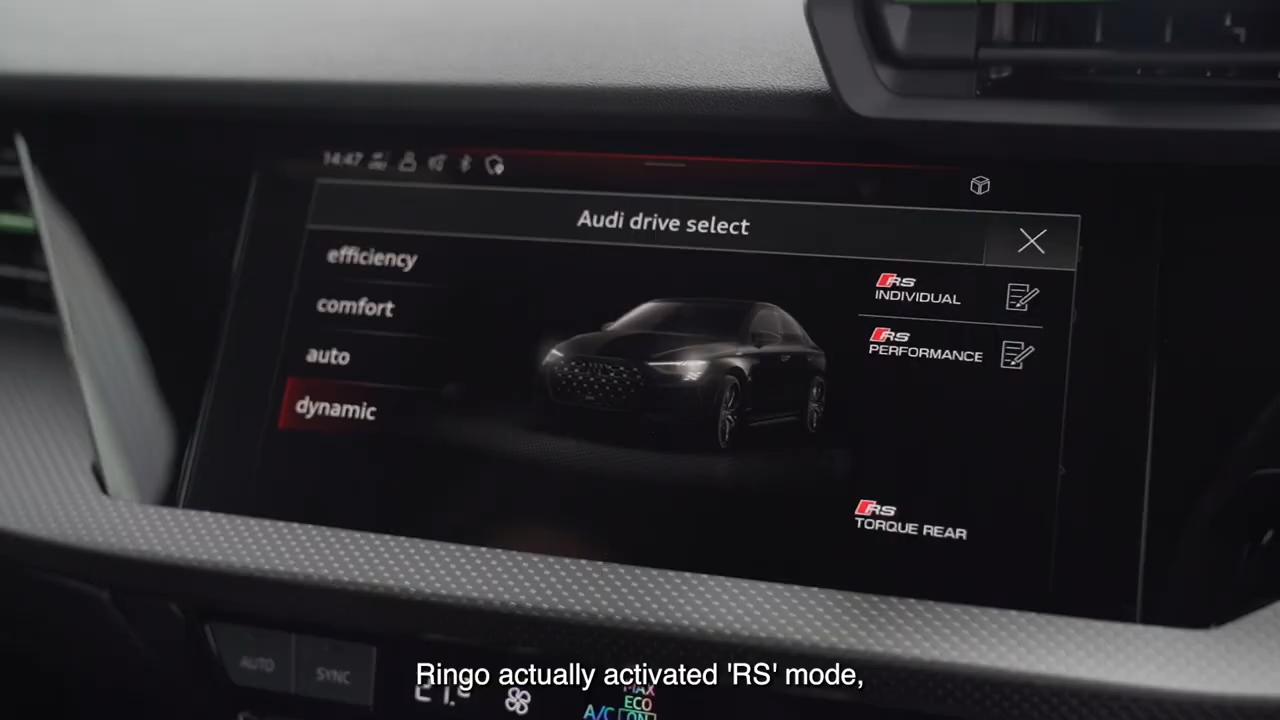 14:47
Audi drive select
efficiency
comfort
auto
dynamic
RS
INDIVIDUAL
RS
PERFORMANCE
RS
TORQUE REAR
AUTO
SYNC
MAX
ECO
A/C ON
Ringo actually activated 'RS' mode,